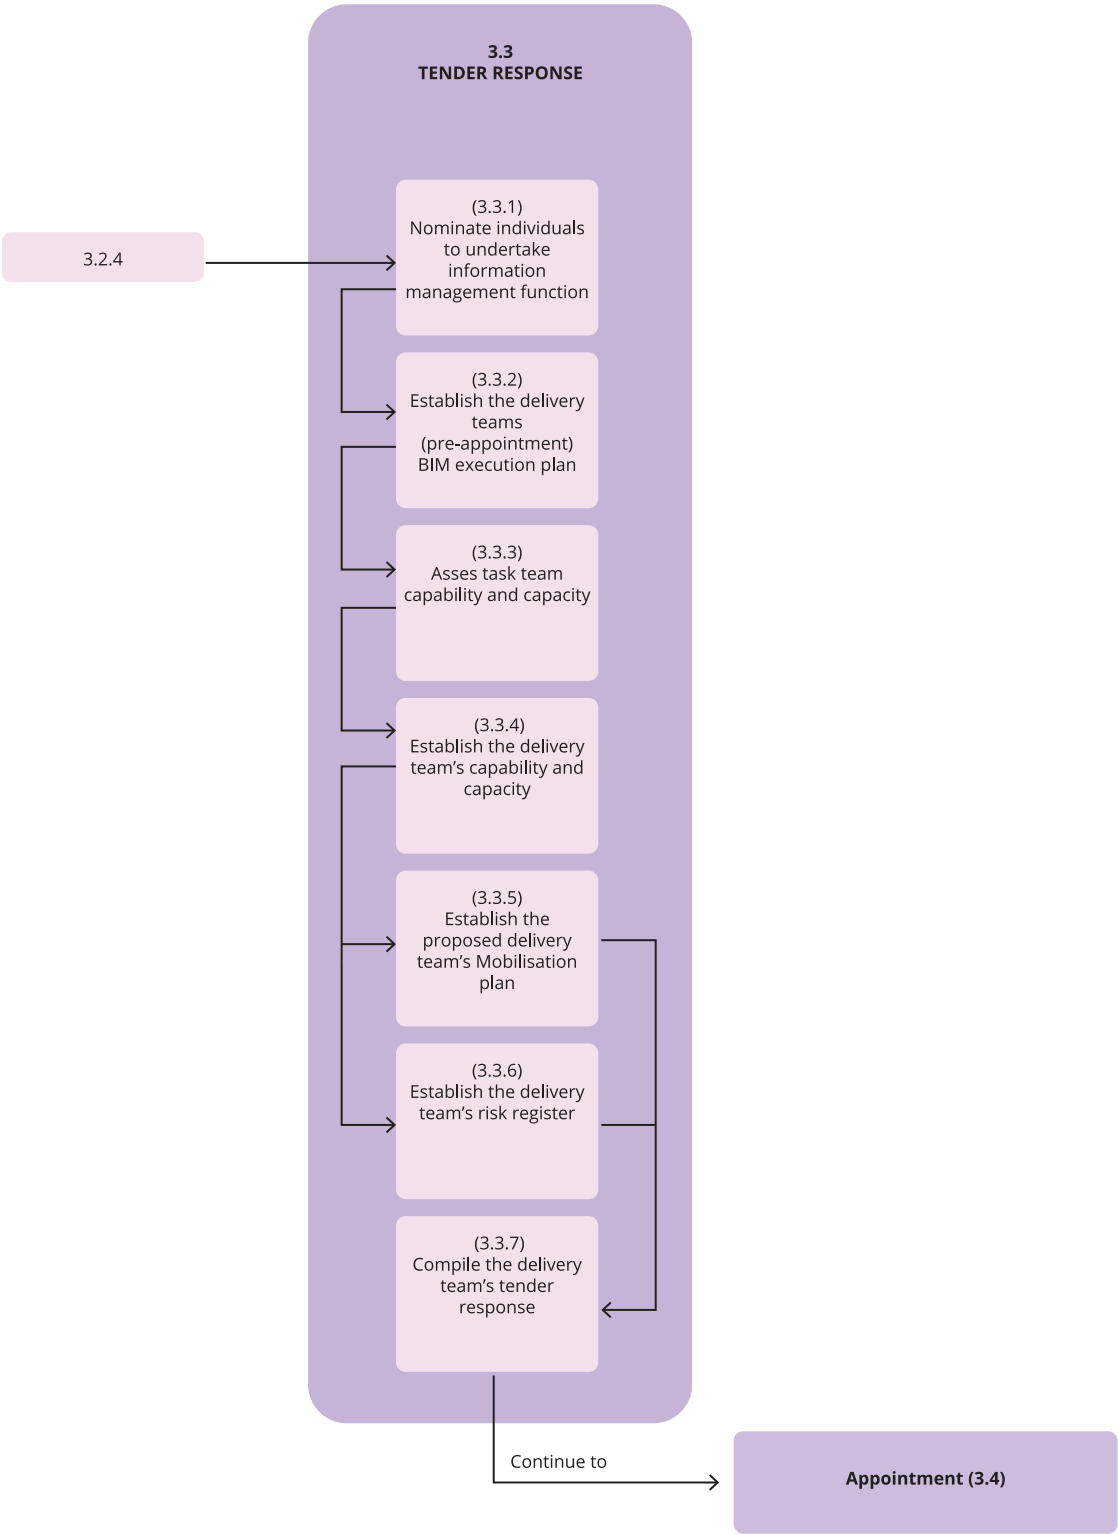 3.3
TENDER RESPONSE
3.2.4
(3.3.1)
Nominate individuals
to undertake
information
management function
(3.3.2)
Establish the delivery
teams
(pre-appointment)
BIM execution plan
(3.3.3)
Asses task team
capability and capacity
(3.3.4)
Establish the delivery
team’s capability and
capacity
(3.3.5)
Establish the
proposed delivery
team’s Mobilisation
plan
(3.3.6)
Establish the delivery
team’s risk register
(3.3.7)
Compile the delivery
team’s tender
response
Continue to
Appointment (3.4)